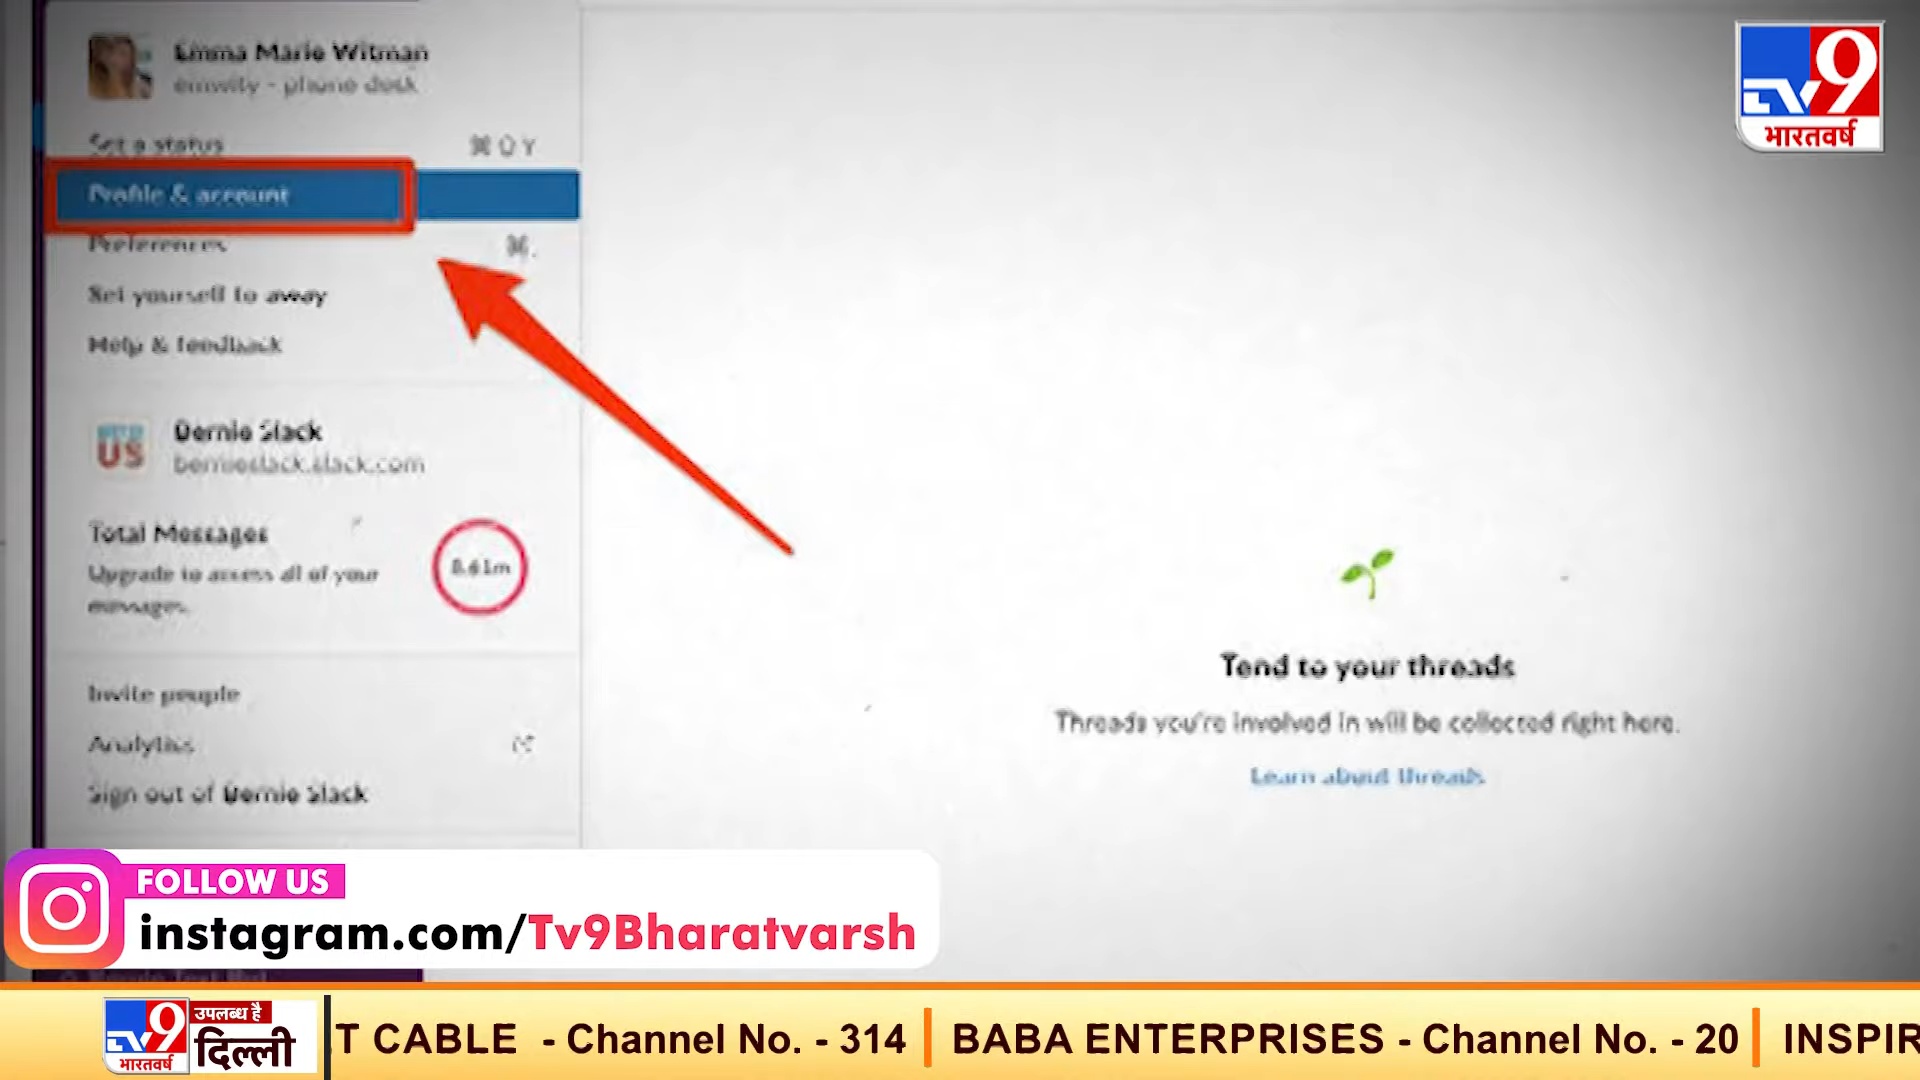 Emma Marie Witman
Set a status
Profile & account
Preferences
Set yourself to away
Help & feedback
US
Bernie Slack
bernieslack.slack.com
Total Messages
Upgrade to access all of your
messages.
Invite people
Analytics
Sign out of Bernie Slack
Tend to your threads
Threads you're involved in will be collected right here.
Learn about threads
TV9
भारतवर्ष
FOLLOW US
instagram.com/Tv9Bharatvarsh
TV9
भारतवर्ष
उपलब्ध है
दिल्ली
T CABLE - Channel No. - 314 | BABA ENTERPRISES - Channel No. - 20 | INSPIR